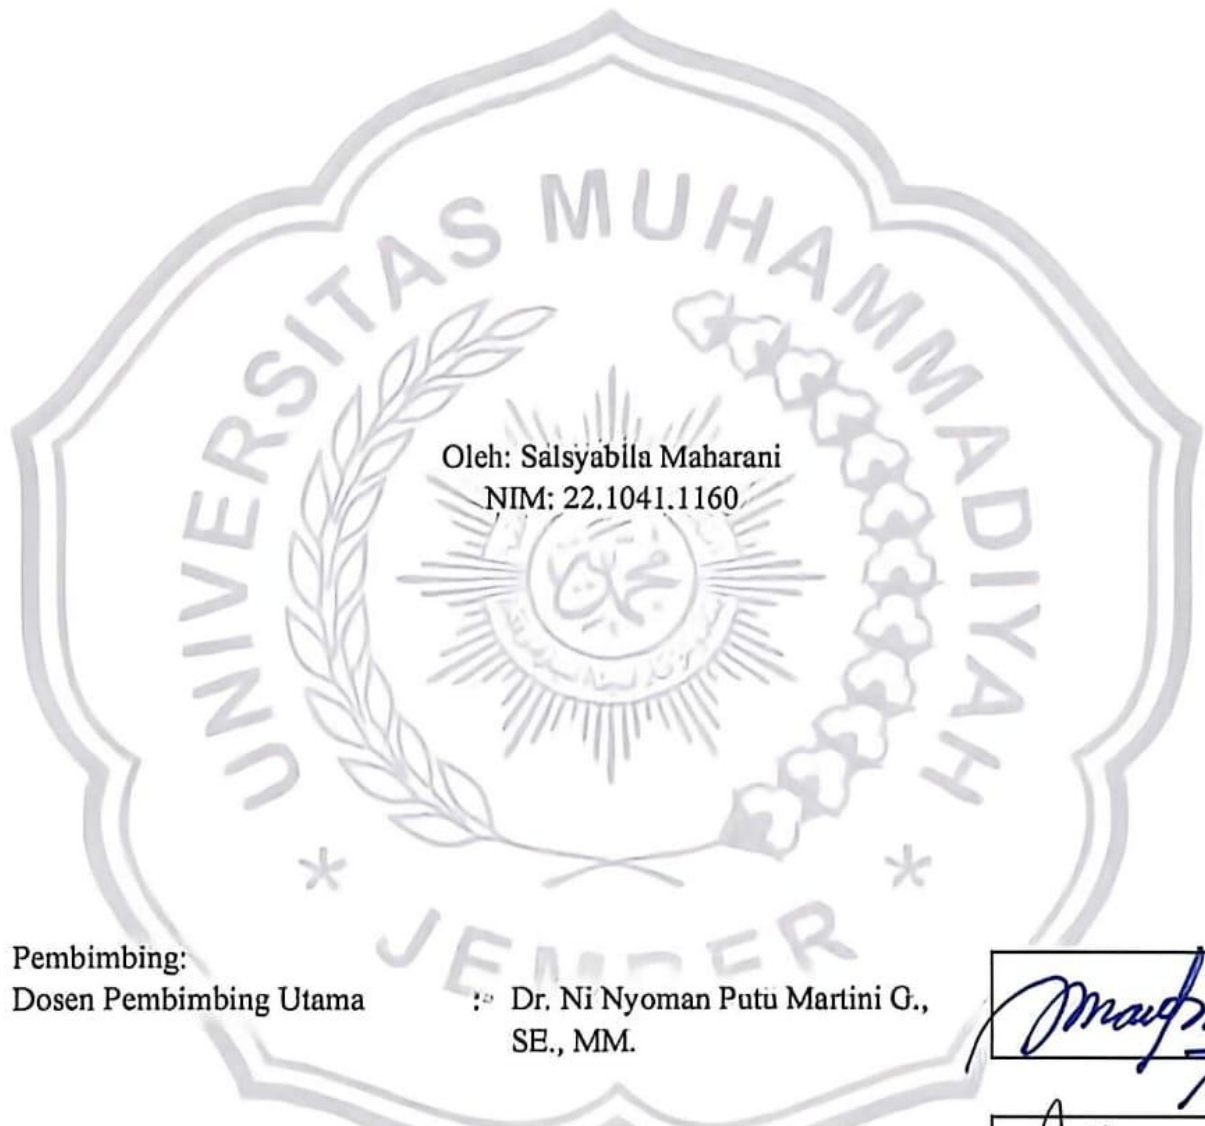 UNIVERSITAS MUHAMMADIYAH
Oleh: Salsyabila Maharani
NIM: 22.1041.1160
JEMBER
Pembimbing:
Dosen Pembimbing Utama : Dr. Ni Nyoman Putu Martini G.,
SE., MM.